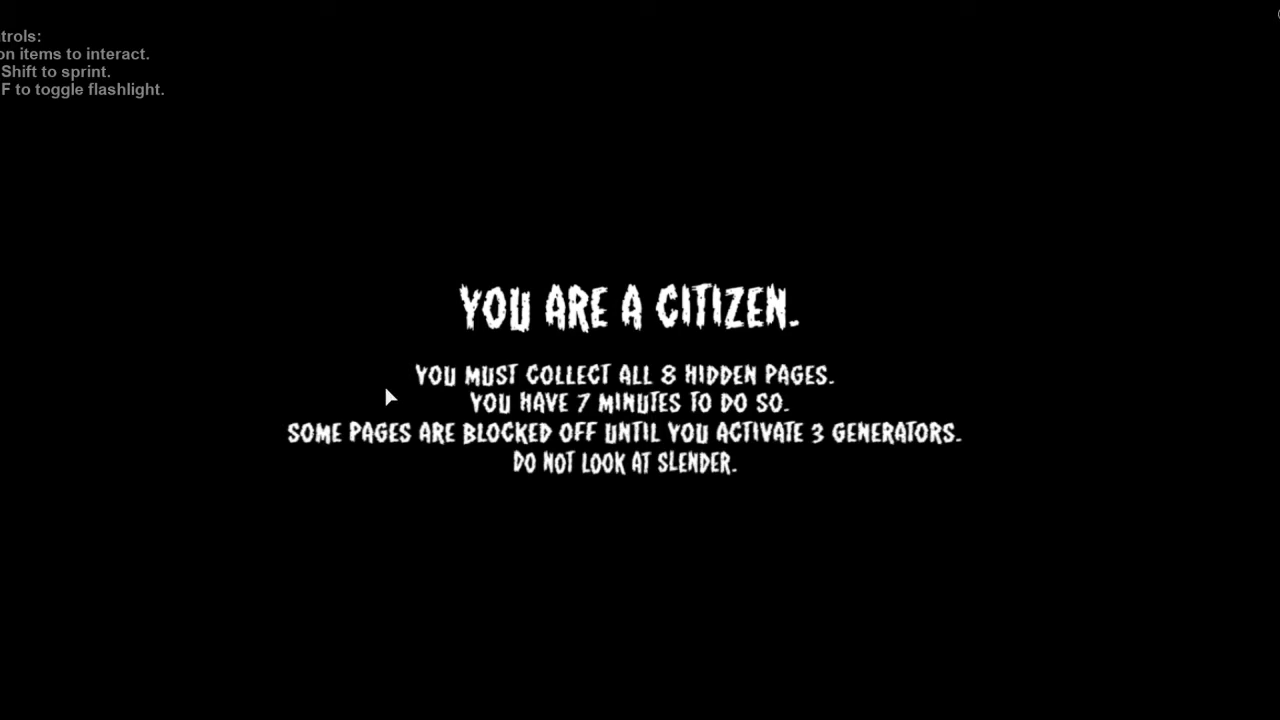 trols:
on items to interact.
Shift to sprint.
F to toggle flashlight.
YOU ARE A CITIZEN.
YOU MUST COLLECT ALL 8 HIDDEN PAGES.
YOU HAVE 7 MINUTES TO DO SO.
SOME PAGES ARE BLOCKED OFF UNTIL YOU ACTIVATE 3 GENERATORS.
DO NOT LOOK AT SLENDER.